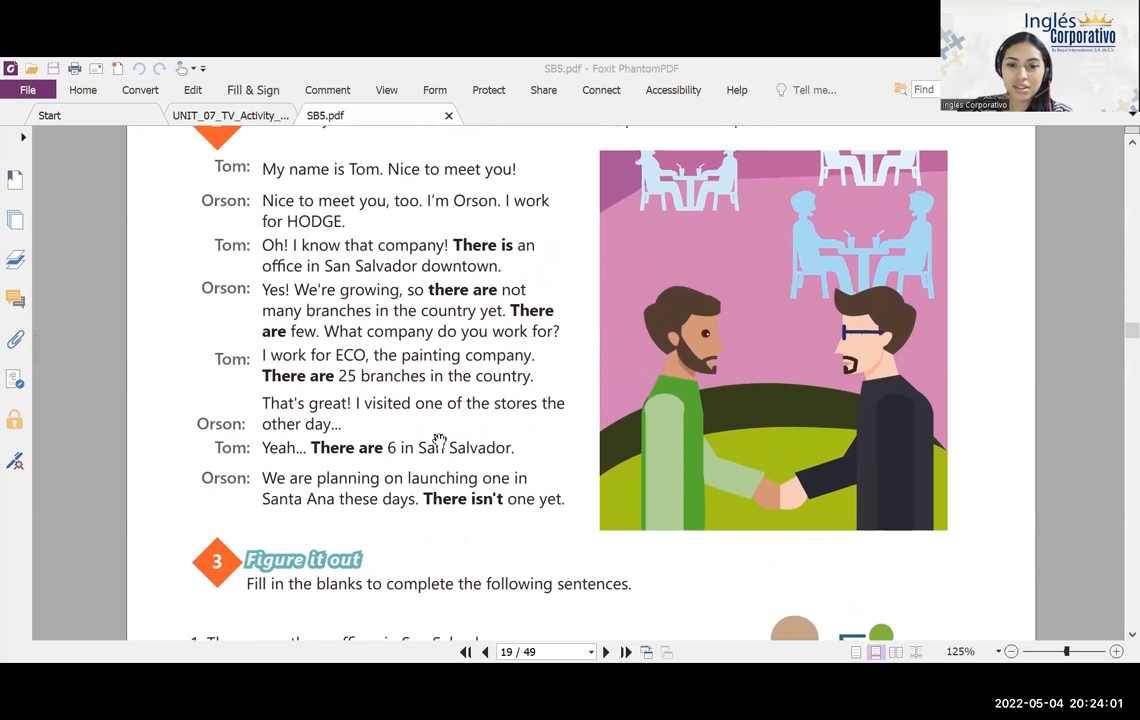 Inglés
Corporativo
By Regal International, S.A. de C.V.
Inglés Corporativo
SB5.pdf - Foxit PhantomPDF
File Home Convert Edit Fill & Sign Comment View Form Protect Share Connect Accessibility Help Tell me... Find
Start UNIT_07_TV_Activity_... SB5.pdf
Tom: My name is Tom. Nice to meet you!
Orson: Nice to meet you, too. I'm Orson. I work
for HODGE.
Tom: Oh! I know that company! There is an
office in San Salvador downtown.
Orson: Yes! We're growing, so there are not
many branches in the country yet. There
are few. What company do you work for?
Tom: I work for ECO, the painting company.
There are 25 branches in the country.
That's great! I visited one of the stores the
Orson: other day...
Tom: Yeah... There are 6 in San Salvador.
Orson: We are planning on launching one in
Santa Ana these days. There isn't one yet.
3 Figure it out
Fill in the blanks to complete the following sentences.
19 / 49
125%
2022-05-04 20:24:01